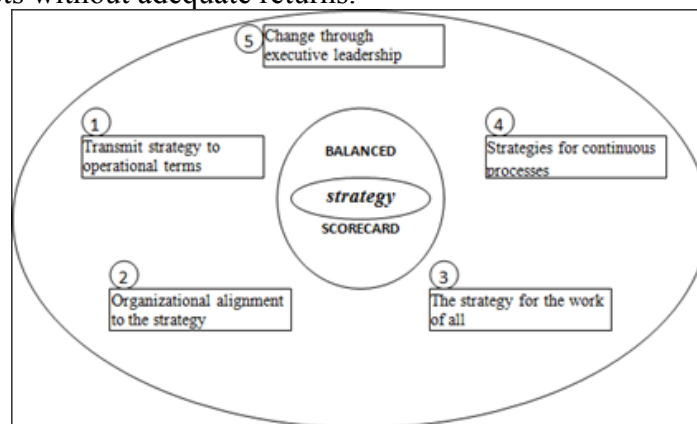 sts without adequate returns.
5
Change through
executive leadership
1
Transmit strategy to
operational terms
4
Strategies for continuous
processes
BALANCED
strategy
SCORECARD
2
Organizational alignment
to the strategy
3
The strategy for the work
of all